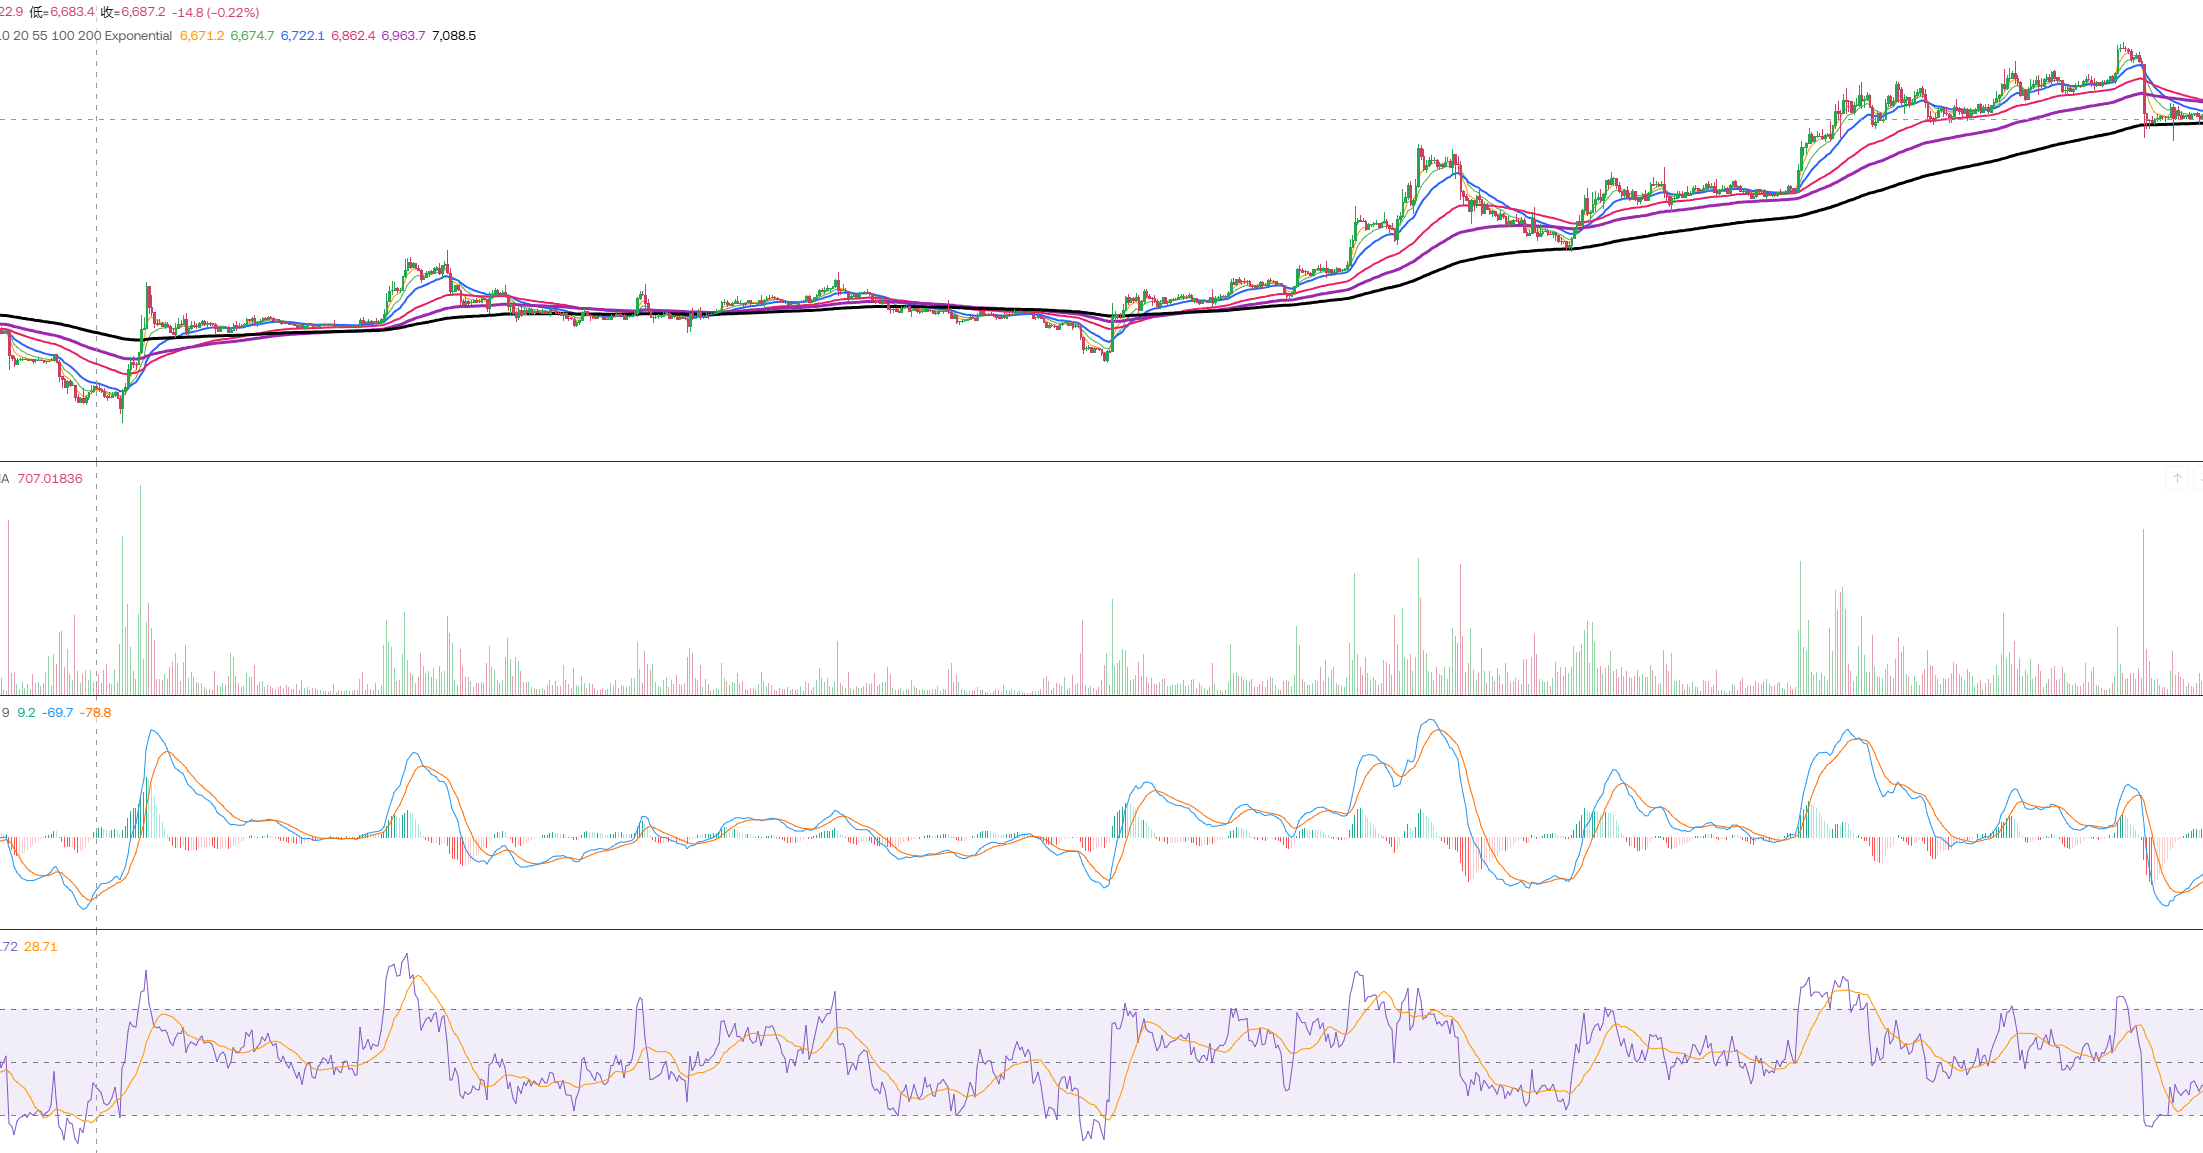 22.9 低=6,683.4 收=6,687.2 -14.8 (-0.22%)
.0 20 55 100 200 Exponential 6,671.2 6,674.7 6,722.1 6,862.4 6,963.7 7,088.5
A 707.01836
9 9.2 -69.7 -78.8
.72 28.71